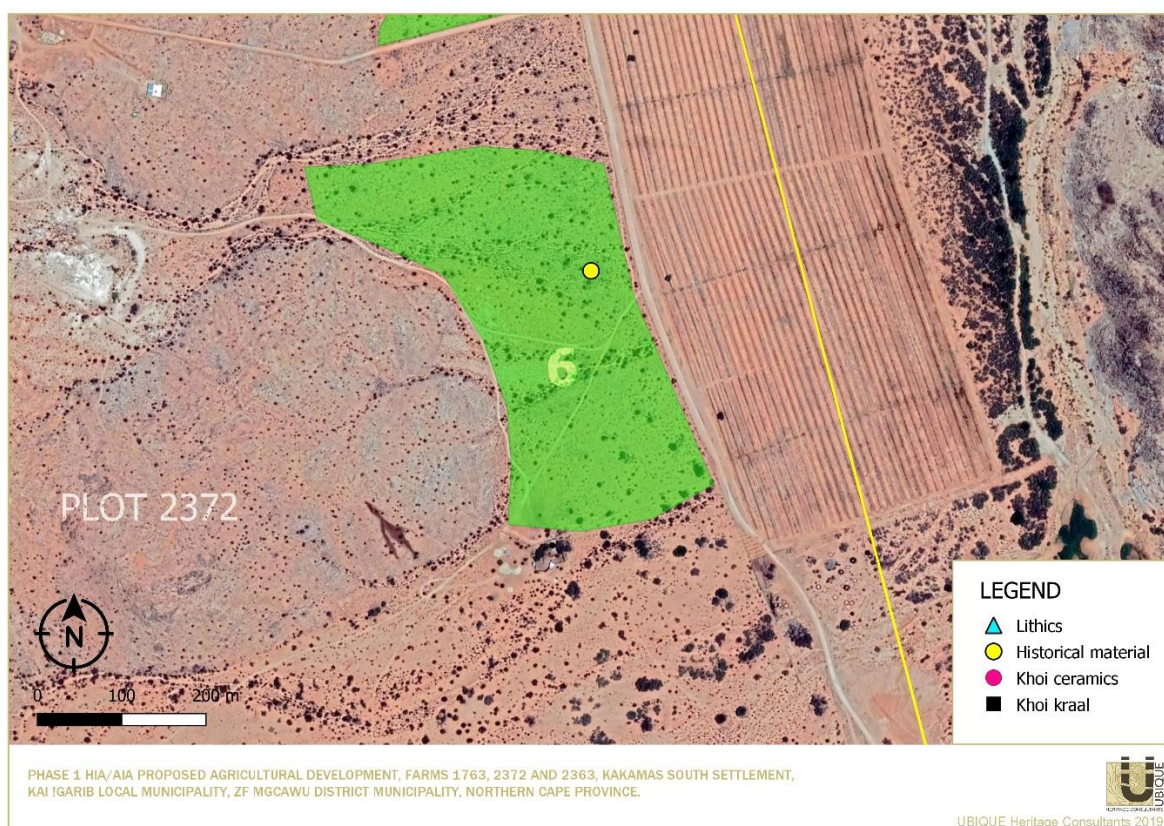 6
PLOT 2372
N
0 100 200 m
LEGEND
Lithics
Historical material
Khoi ceramics
Khoi kraal
PHASE 1 HIA/AIA PROPOSED AGRICULTURAL DEVELOPMENT, FARMS 1763, 2372 AND 2363, KAKAMAS SOUTH SETTLEMENT,
KAI !GARIB LOCAL MUNICIPALITY, ZF MGCAWU DISTRICT MUNICIPALITY, NORTHERN CAPE PROVINCE.
UBIQUE
HERITAGE CONSULTANTS
UBIQUE Heritage Consultants 2019